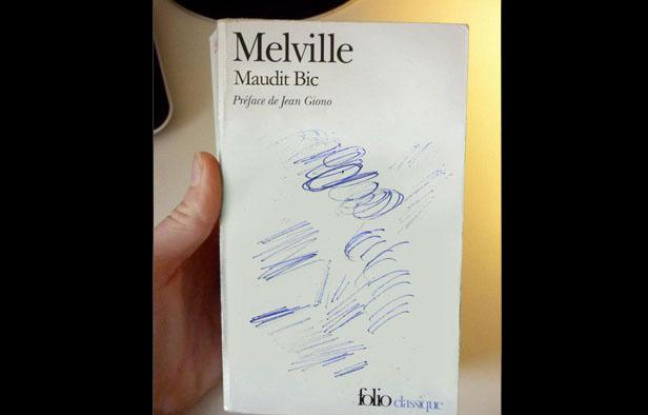 Melville
Maudit Bic
Préface de Jean Giono
folio classique